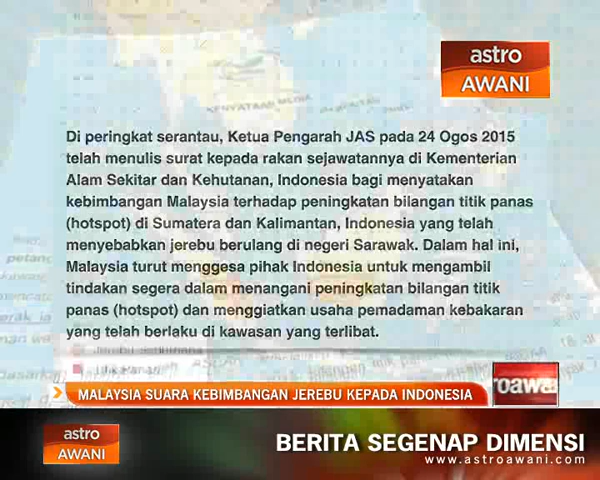 astro
AWANI
KENYATAAN MEDIA
Di peringkat serantau, Ketua Pengarah JAS pada 24 Ogos 2015
telah menulis surat kepada rakan sejawatannya di Kementerian
Alam Sekitar dan Kehutanan, Indonesia bagi menyatakan
kebimbangan Malaysia terhadap peningkatan bilangan titik panas
(hotspot) di Sumatera dan Kalimantan, Indonesia yang telah
menyebabkan jerebu berulang di negeri Sarawak. Dalam hal ini,
Malaysia turut menggesa pihak Indonesia untuk mengambil
tindakan segera dalam menangani peningkatan bilangan titik
panas (hotspot) dan menggiatkan usaha pemadaman kebakaran
yang telah berlaku di kawasan yang terlibat.
MALAYSIA SUARA KEBIMBANGAN JEREBU KEPADA INDONESIA
roawa
astro
AWANI
BERITA SEGENAP DIMENSI
www.astroawani.com